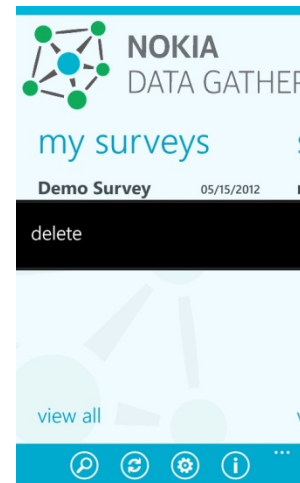 NOKIA
DATA GATHER
my surveys
Demo Survey 05/15/2012
delete
view all